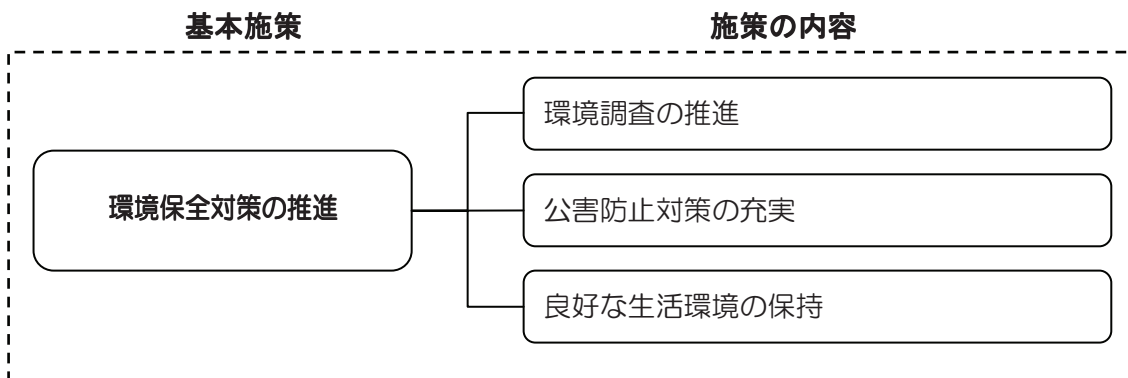 基本施策
施策の内容
環境保全対策の推進
環境調査の推進
公害防止対策の充実
良好な生活環境の保持